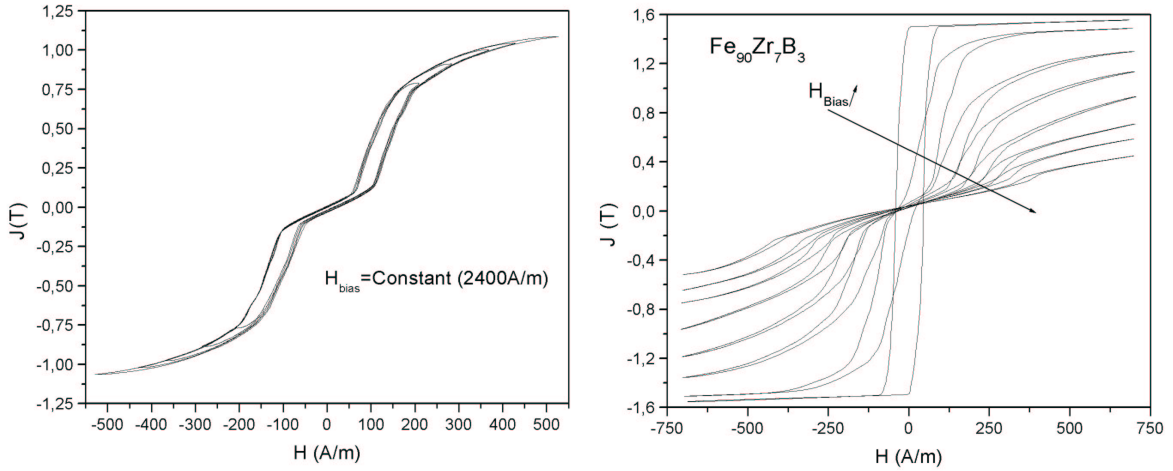 1,25
1,00
0,75
0,50
0,25
0,00
-0,25
-0,50
-0,75
-1,00
-1,25
J (T)
H_bias=Constant (2400A/m)
-500 -400 -300 -200 -100 0 100 200 300 400 500
H (A/m)
1,6
1,2
0,8
0,4
0,0
-0,4
-0,8
-1,2
-1,6
J (T)
Fe90Zr7B3
H_Bias
-750 -500 -250 0 250 500 750
H (A/m)